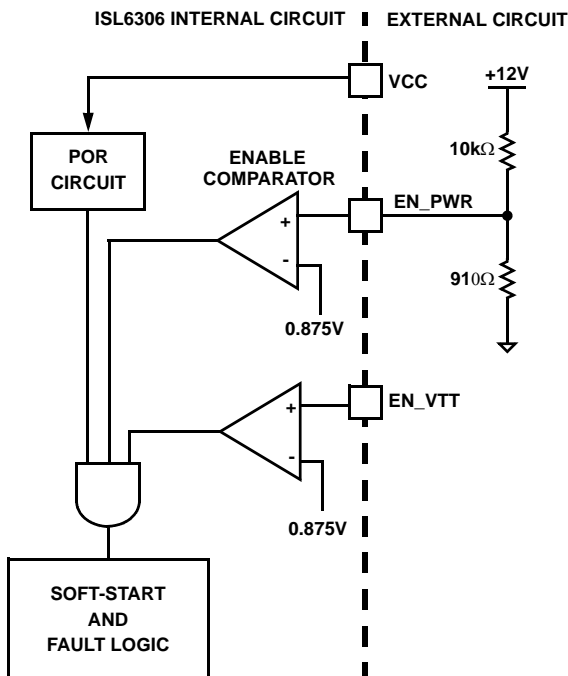 ISL6306 INTERNAL CIRCUIT
EXTERNAL CIRCUIT
VCC
+12V
POR
CIRCUIT
ENABLE
COMPARATOR
10kΩ
+
EN_PWR
-
910Ω
0.875V
+
EN_VTT
-
0.875V
SOFT-START
AND
FAULT LOGIC